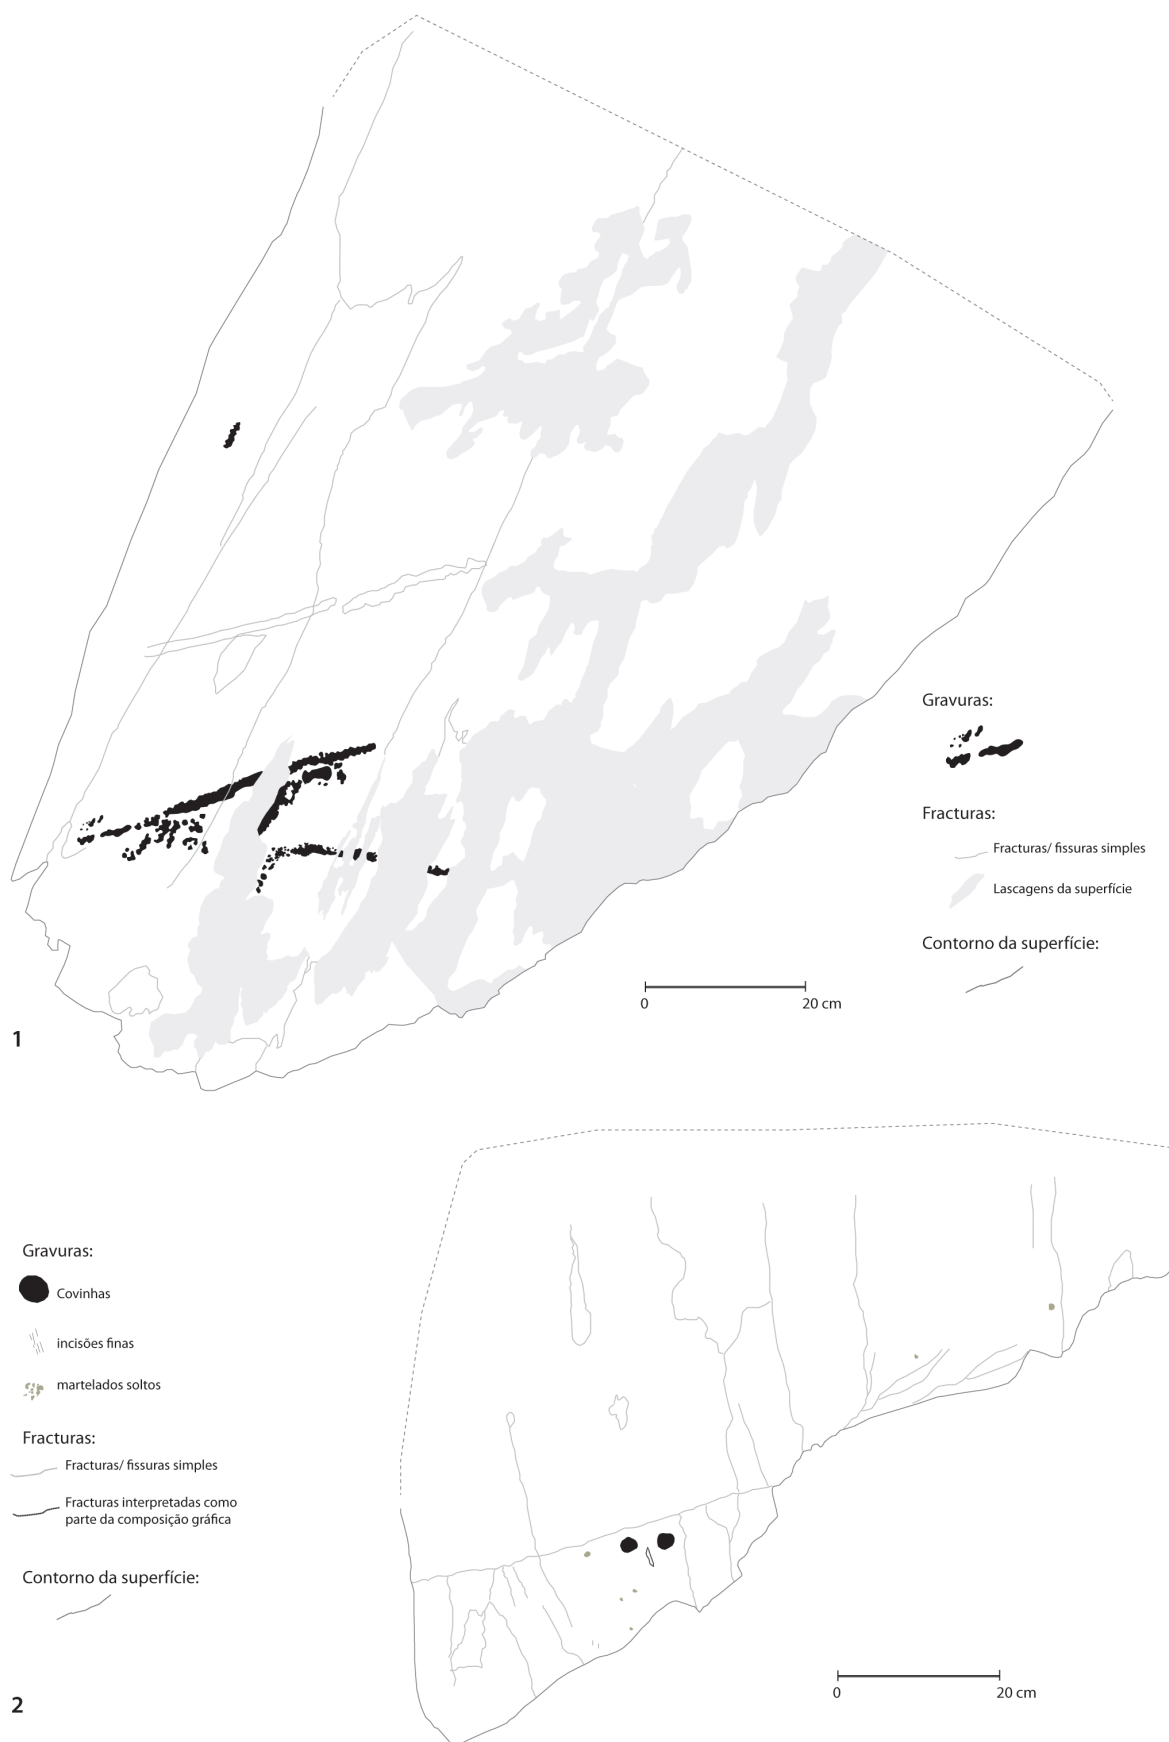 Gravuras:
Fracturas:
Fracturas/ fissuras simples
Lascagens da superfície
Contorno da superfície:
0 20 cm
1
Gravuras:
Covinhas
incisões finas
martelados soltos
Fracturas:
Fracturas/ fissuras simples
Fracturas interpretadas como
parte da composição gráfica
Contorno da superfície:
0 20 cm
2